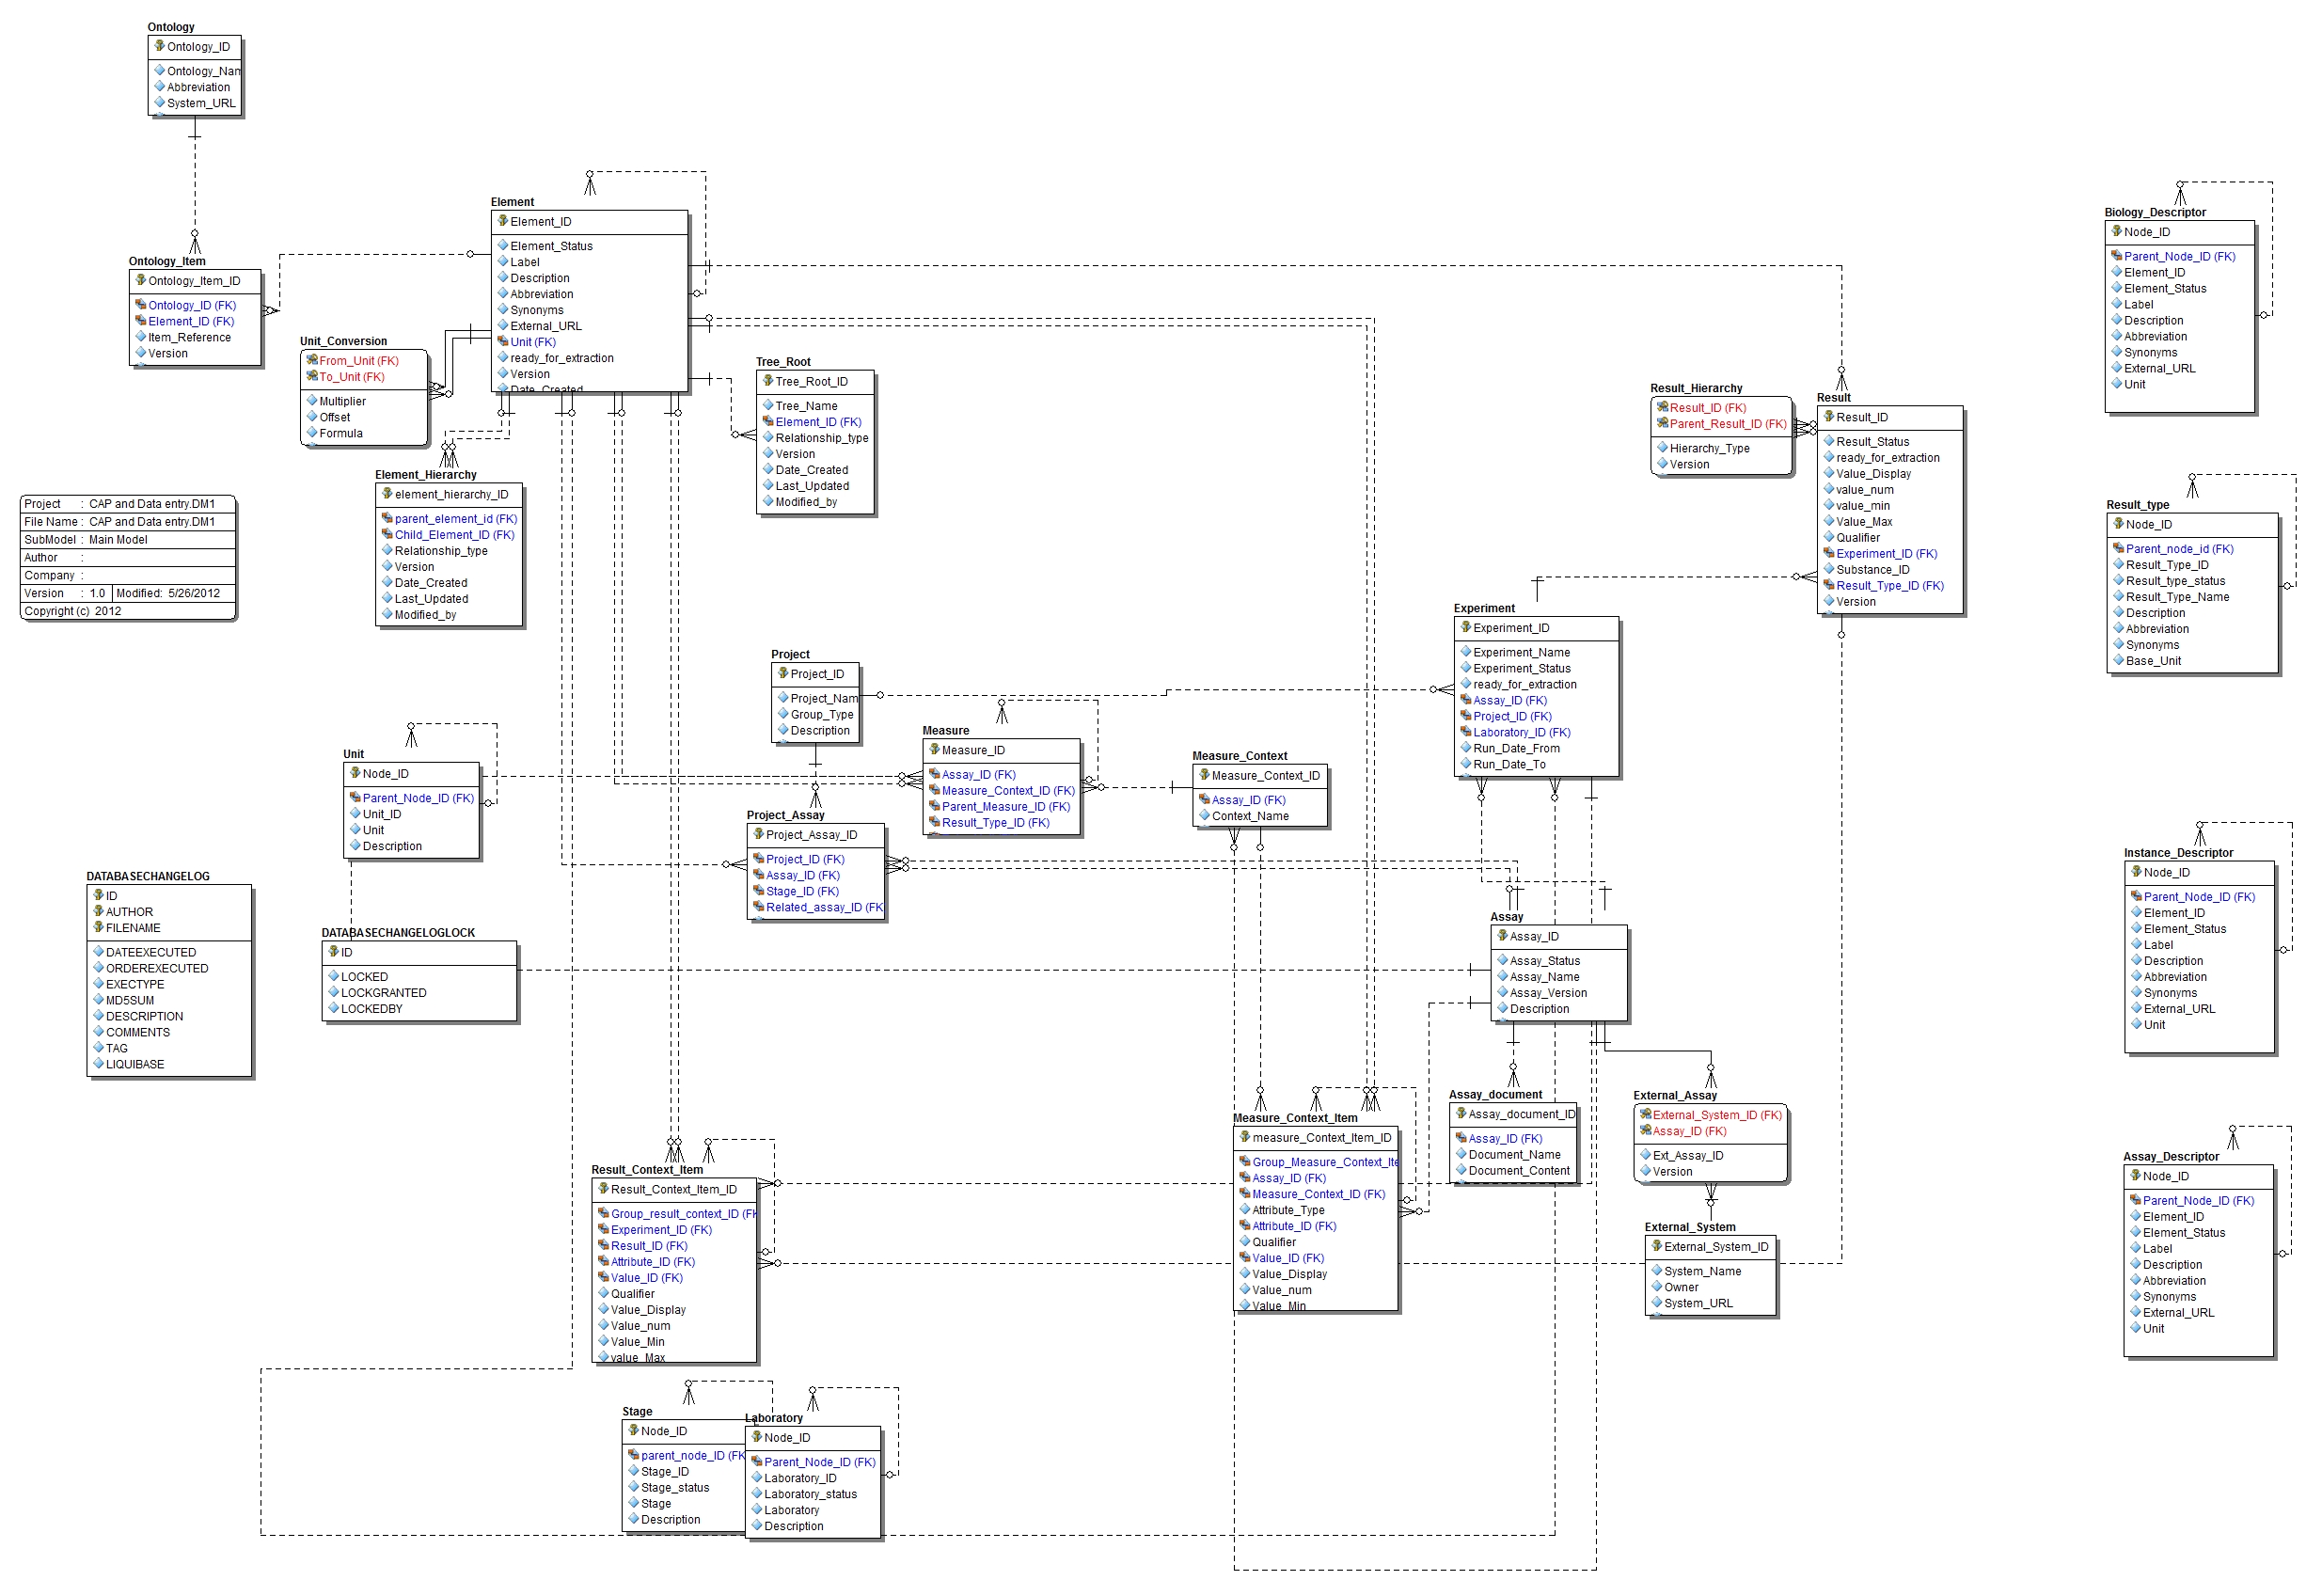 Ontology
Ontology_ID
Ontology_Nam
Abbreviation
System_URL
Ontology_Item
Ontology_Item_ID
Ontology_ID (FK)
Element_ID (FK)
Item_Reference
Version
Element
Element_ID
Element_Status
Label
Description
Abbreviation
Synonyms
External_URL
Unit (FK)
ready_for_extraction
Version
Date_Created
Unit_Conversion
From_Unit (FK)
To_Unit (FK)
Multiplier
Offset
Formula
Tree_Root
Tree_Root_ID
Tree_Name
Element_ID (FK)
Relationship_type
Version
Date_Created
Last_Updated
Modified_by
Element_Hierarchy
element_hierarchy_ID
parent_element_id (FK)
Child_Element_ID (FK)
Relationship_type
Version
Date_Created
Last_Updated
Modified_by
Project : CAP and Data entry.DM1
File Name : CAP and Data entry.DM1
SubModel : Main Model
Author :
Company :
Version : 1.0 Modified: 5/26/2012
Copyright (c) 2012
Result_Hierarchy
Result_ID (FK)
Parent_Result_ID (FK)
Hierarchy_Type
Version
Result
Result_ID
Result_Status
ready_for_extraction
Value_Display
value_num
value_min
Value_Max
Qualifier
Experiment_ID (FK)
Substance_ID
Result_Type_ID (FK)
Version
Biology_Descriptor
Node_ID
Parent_Node_ID (FK)
Element_ID
Element_Status
Label
Description
Abbreviation
Synonyms
External_URL
Unit
Result_type
Node_ID
Parent_node_id (FK)
Result_Type_ID
Result_type_status
Result_Type_Name
Description
Abbreviation
Synonyms
Base_Unit
Experiment
Experiment_ID
Experiment_Name
Experiment_Status
ready_for_extraction
Assay_ID (FK)
Project_ID (FK)
Laboratory_ID (FK)
Run_Date_From
Run_Date_To
Project
Project_ID
Project_Nam
Group_Type
Description
Measure
Measure_ID
Assay_ID (FK)
Measure_Context_ID (FK)
Parent_Measure_ID (FK)
Result_Type_ID (FK)
Measure_Context
Measure_Context_ID
Assay_ID (FK)
Context_Name
Unit
Node_ID
Parent_Node_ID (FK)
Unit_ID
Unit
Description
Project_Assay
Project_Assay_ID
Project_ID (FK)
Assay_ID (FK)
Stage_ID (FK)
Related_assay_ID (FK
DATABASECHANGELOG
ID
AUTHOR
FILENAME
DATEEXECUTED
ORDEREXECUTED
EXECTYPE
MD5SUM
DESCRIPTION
COMMENTS
TAG
LIQUIBASE
DATABASECHANGELOGLOCK
ID
LOCKED
LOCKGRANTED
LOCKEDBY
Assay
Assay_ID
Assay_Status
Assay_Name
Assay_Version
Description
Instance_Descriptor
Node_ID
Parent_Node_ID (FK)
Element_ID
Element_Status
Label
Description
Abbreviation
Synonyms
External_URL
Unit
Assay_document
Assay_document_ID
Assay_ID (FK)
Document_Name
Document_Content
External_Assay
External_System_ID (FK)
Assay_ID (FK)
Ext_Assay_ID
Version
Measure_Context_Item
measure_Context_Item_ID
Group_Measure_Context_Ite
Assay_ID (FK)
Measure_Context_ID (FK)
Attribute_Type
Attribute_ID (FK)
Qualifier
Value_ID (FK)
Value_Display
Value_num
Value_Min
Result_Context_Item
Result_Context_Item_ID
Group_result_context_ID (FK
Experiment_ID (FK)
Result_ID (FK)
Attribute_ID (FK)
Value_ID (FK)
Qualifier
Value_Display
Value_num
Value_Min
value_Max
External_System
External_System_ID
System_Name
Owner
System_URL
Assay_Descriptor
Node_ID
Parent_Node_ID (FK)
Element_ID
Element_Status
Label
Description
Abbreviation
Synonyms
External_URL
Unit
Stage
Node_ID
parent_node_ID (FK
Stage_ID
Stage_status
Stage
Description
Laboratory
Node_ID
Parent_Node_ID (FK)
Laboratory_ID
Laboratory_status
Laboratory
Description